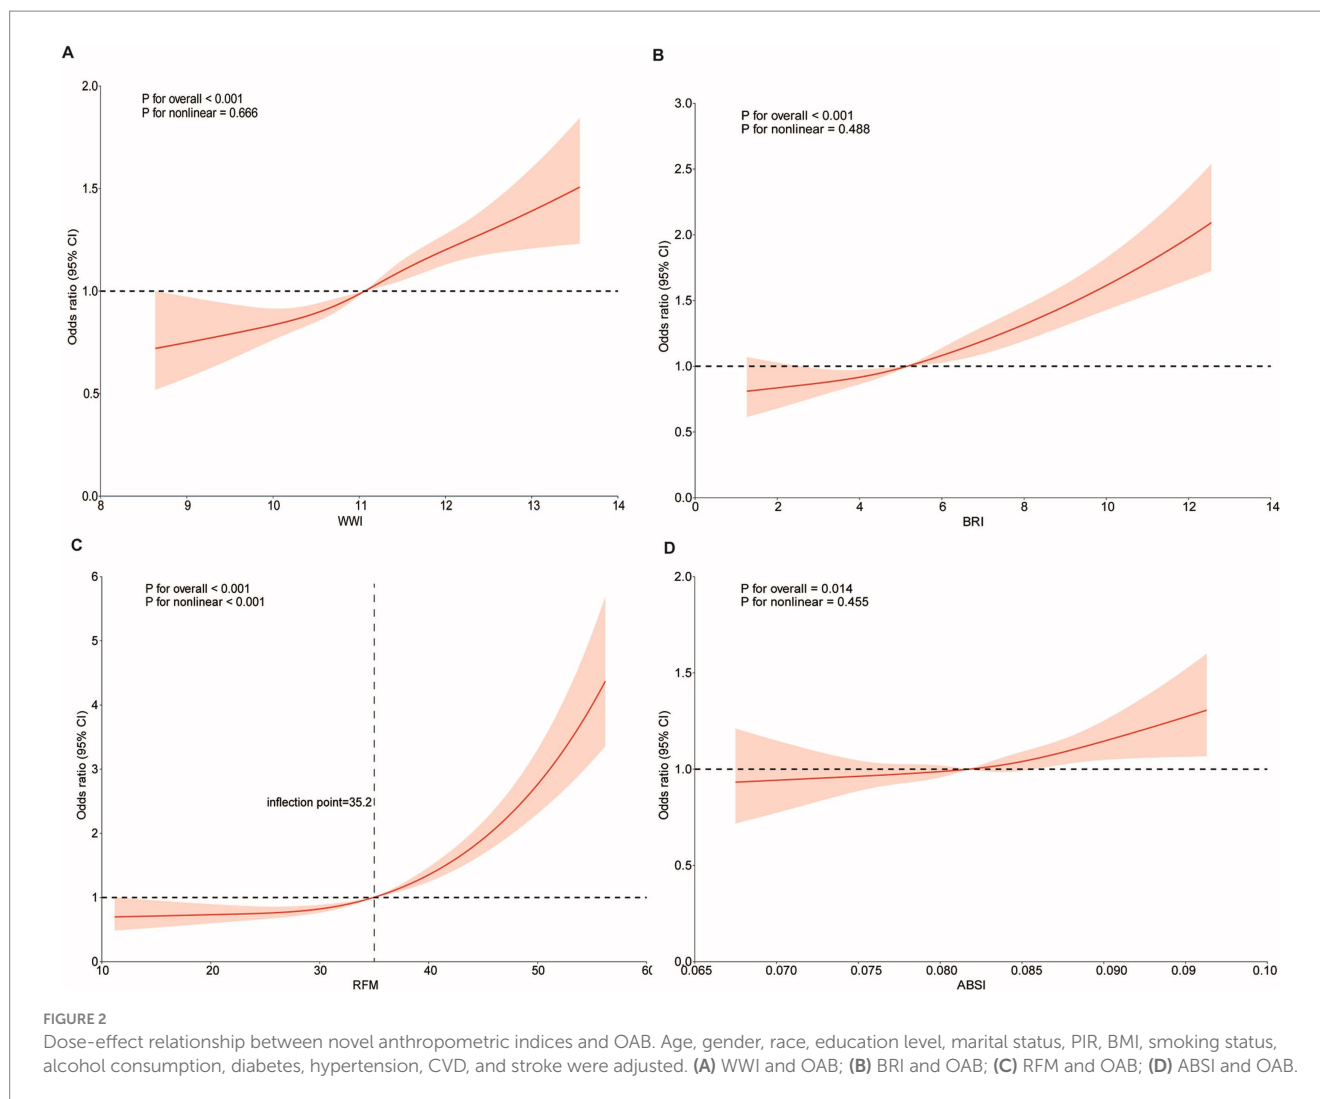 A
P for overall < 0.001
P for nonlinear = 0.666
Odds ratio (95% CI)
2.0
1.5
1.0
0.5
0.0
8 9 10 11 12 13 14
WWI
B
P for overall < 0.001
P for nonlinear = 0.488
Odds ratio (95% CI)
3.0
2.5
2.0
1.5
1.0
0.5
0.0
0 2 4 6 8 10 12 14
BRI
C
P for overall < 0.001
P for nonlinear < 0.001
inflection point=35.2
Odds ratio (95% CI)
6
5
4
3
2
1
0
10 20 30 40 50 60
RFM
D
P for overall = 0.014
P for nonlinear = 0.455
Odds ratio (95% CI)
2.0
1.5
1.0
0.5
0.0
0.065 0.070 0.075 0.080 0.085 0.090 0.09 0.10
ABSI
FIGURE 2
Dose-effect relationship between novel anthropometric indices and OAB. Age, gender, race, education level, marital status, PIR, BMI, smoking status,
alcohol consumption, diabetes, hypertension, CVD, and stroke were adjusted. (A) WWI and OAB; (B) BRI and OAB; (C) RFM and OAB; (D) ABSI and OAB.